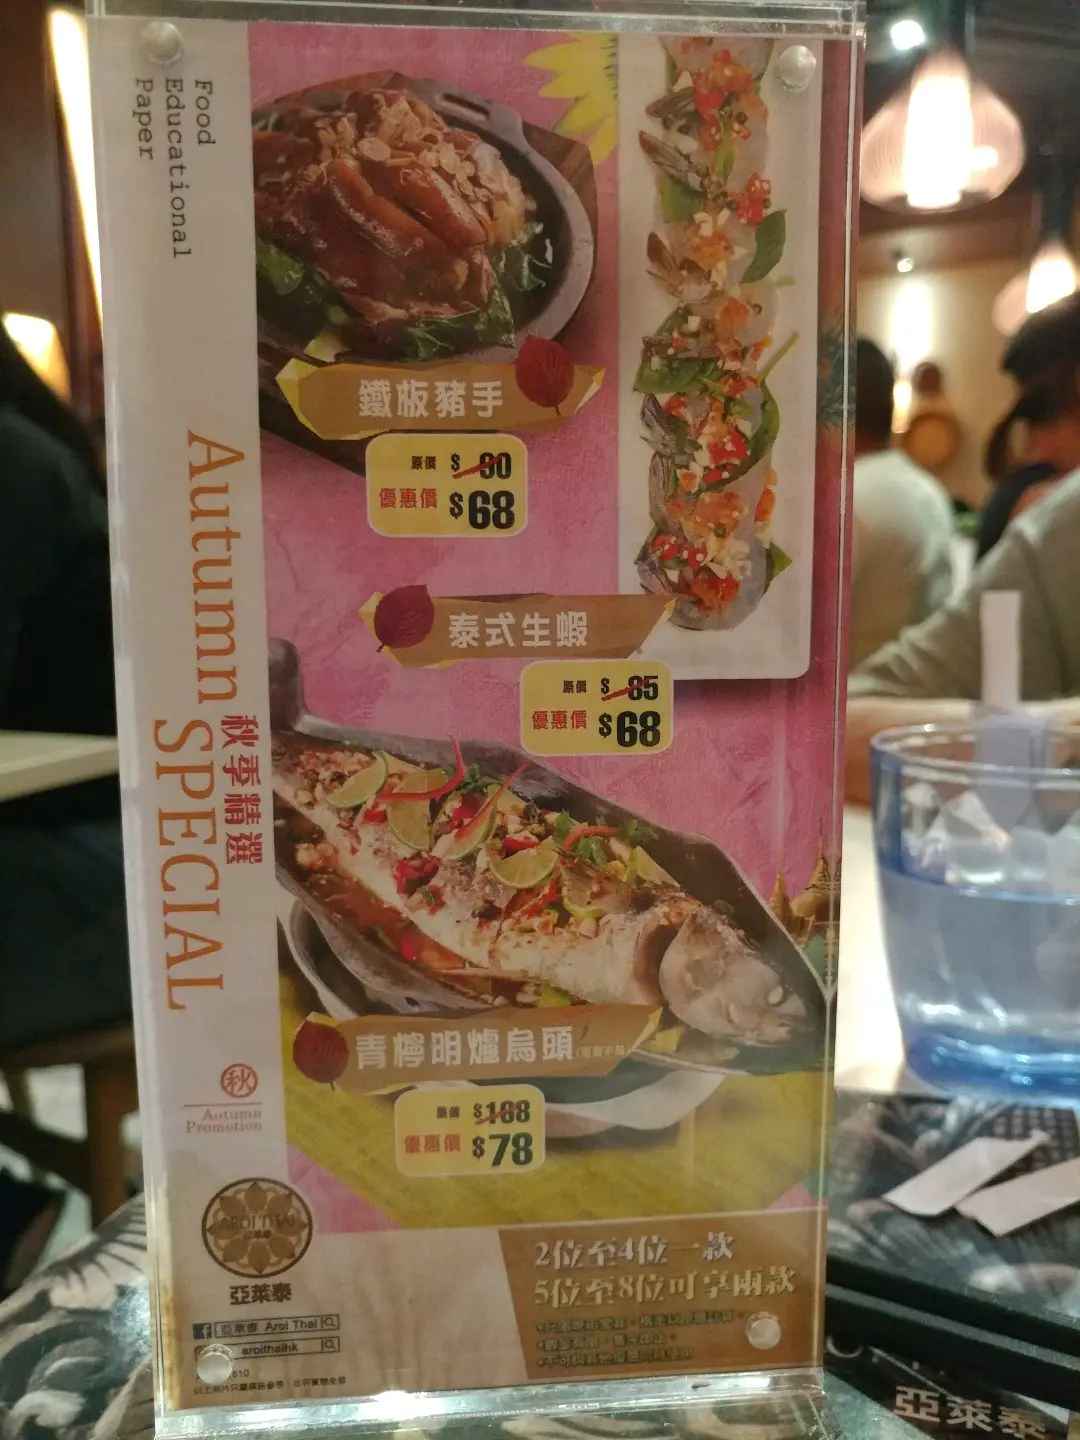 Food
Educational
Paper
Autumn
SPECIAL
秋季精選
秋
Autumn
Promotion
AROI THAI
亞萊泰
亞萊泰 Aroi Thai
aroithaihk
鐵板豬手
原價 $90
優惠價 $68
泰式生蝦
原價 $85
優惠價 $68
青檸明爐烏頭
原價 $188
優惠價 $78
2位至4位一款
5位至8位可享兩款
亞萊泰